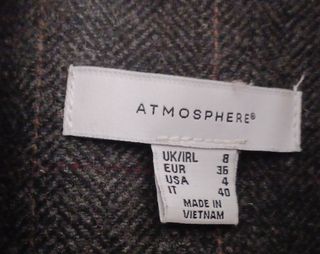 ATMOSPHERE®
UK/IRL 8
EUR 36
USA 4
IT 40
MADE IN
VIETNAM